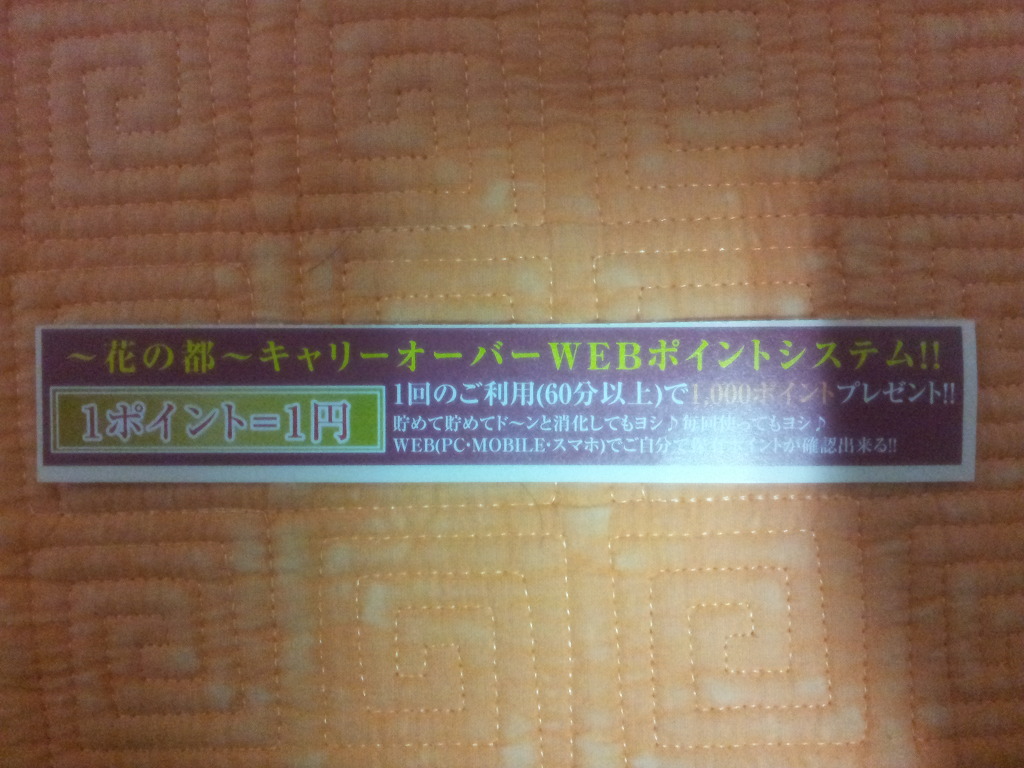 ～花の都～キャリーオーバーWEBポイントシステム!!
1ポイント=1円
1回のご利用(60分以上)で1,000ポイントプレゼント!!
貯めて貯めてド～ンと消化してもヨシ♪毎回使ってもヨシ♪
WEB(PC・MOBILE・スマホ)でご自分で保有ポイントが確認出来る!!